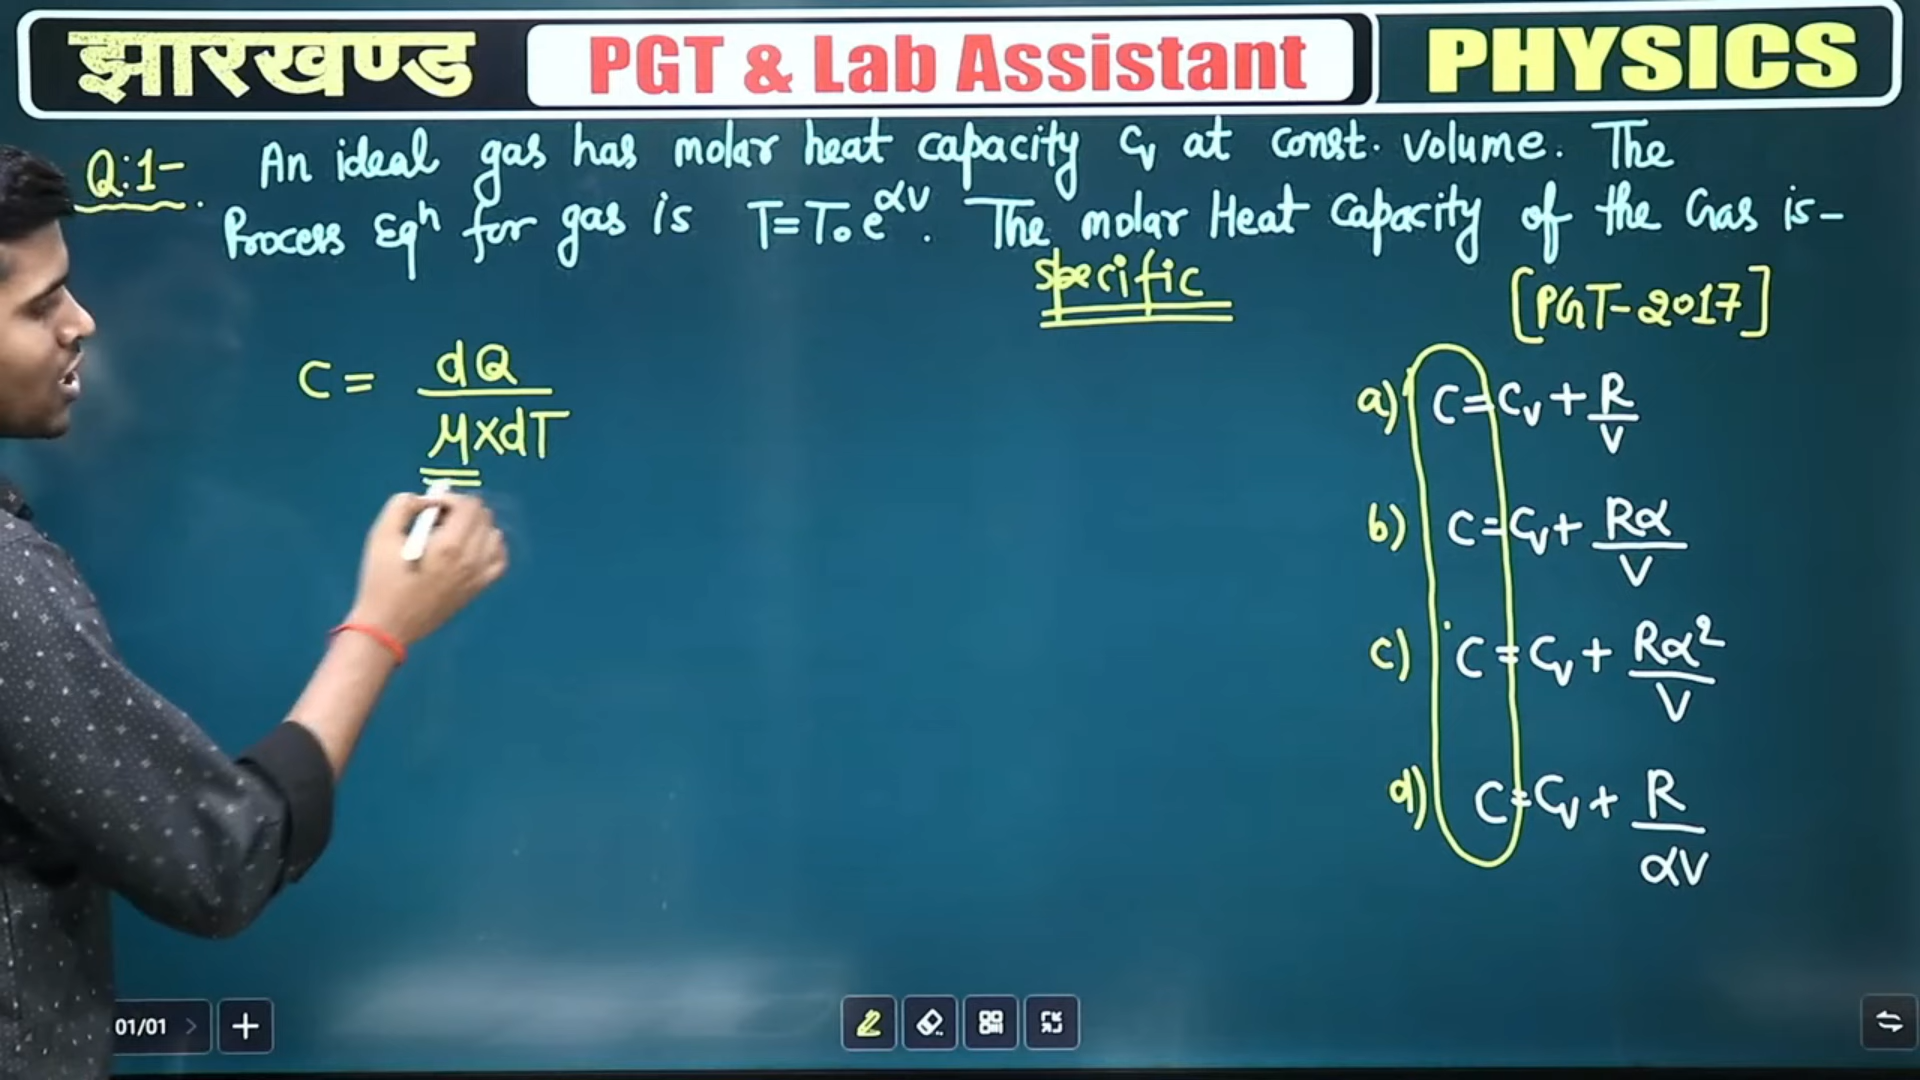 झारखण्ड PGT & Lab Assistant PHYSICS
Q:1- An ideal gas has molar heat capacity Cv at const. volume. The
Process Eqn for gas is T=T₀e^αV. The molar Heat Capacity of the Gas is-
Specific
[PGT-2017]
C = dQ / μ×dT
a) C=Cv+R/V
b) C=Cv+Rα/V
c) C=Cv+Rα²/V
d) C=Cv+R/αV
01/01